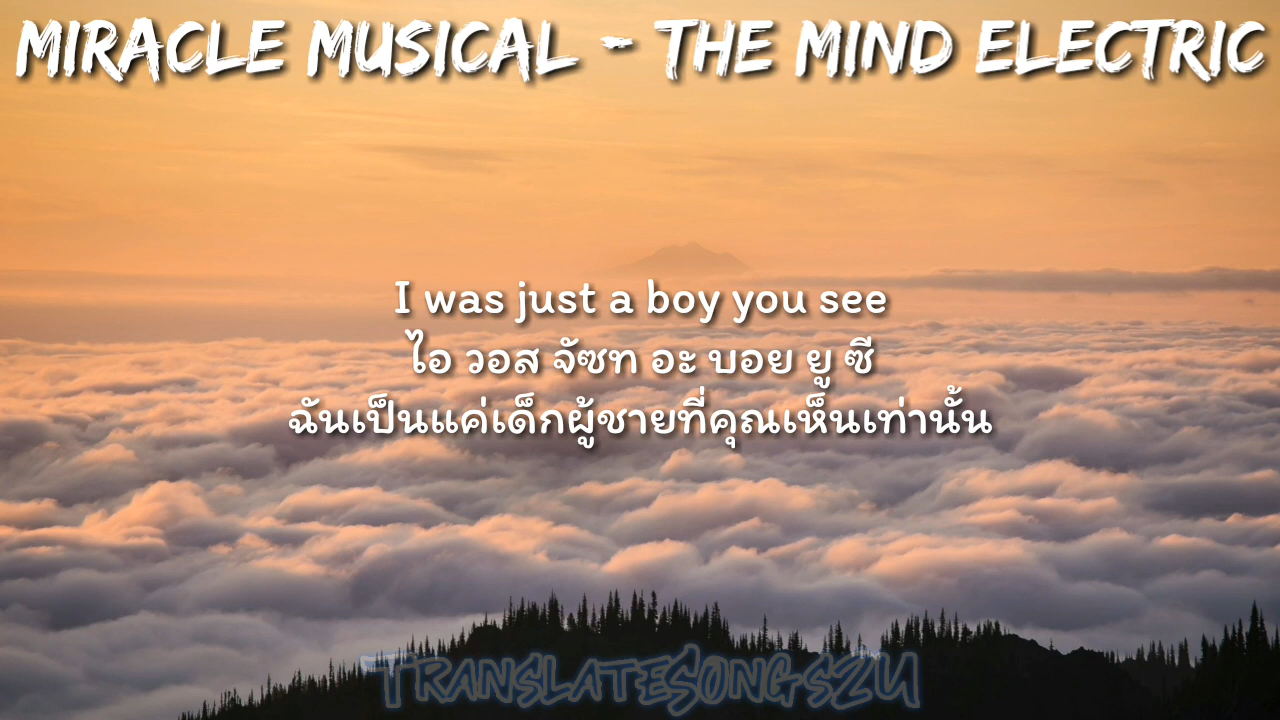 MIRACLE MUSICAL - THE MIND ELECTRIC
I was just a boy you see
ไอ วอส จัซท อะ บอย ยู ซี
ฉันเป็นแค่เด็กผู้ชายที่คุณเห็นเท่านั้น
TRANSLATESONGS2U